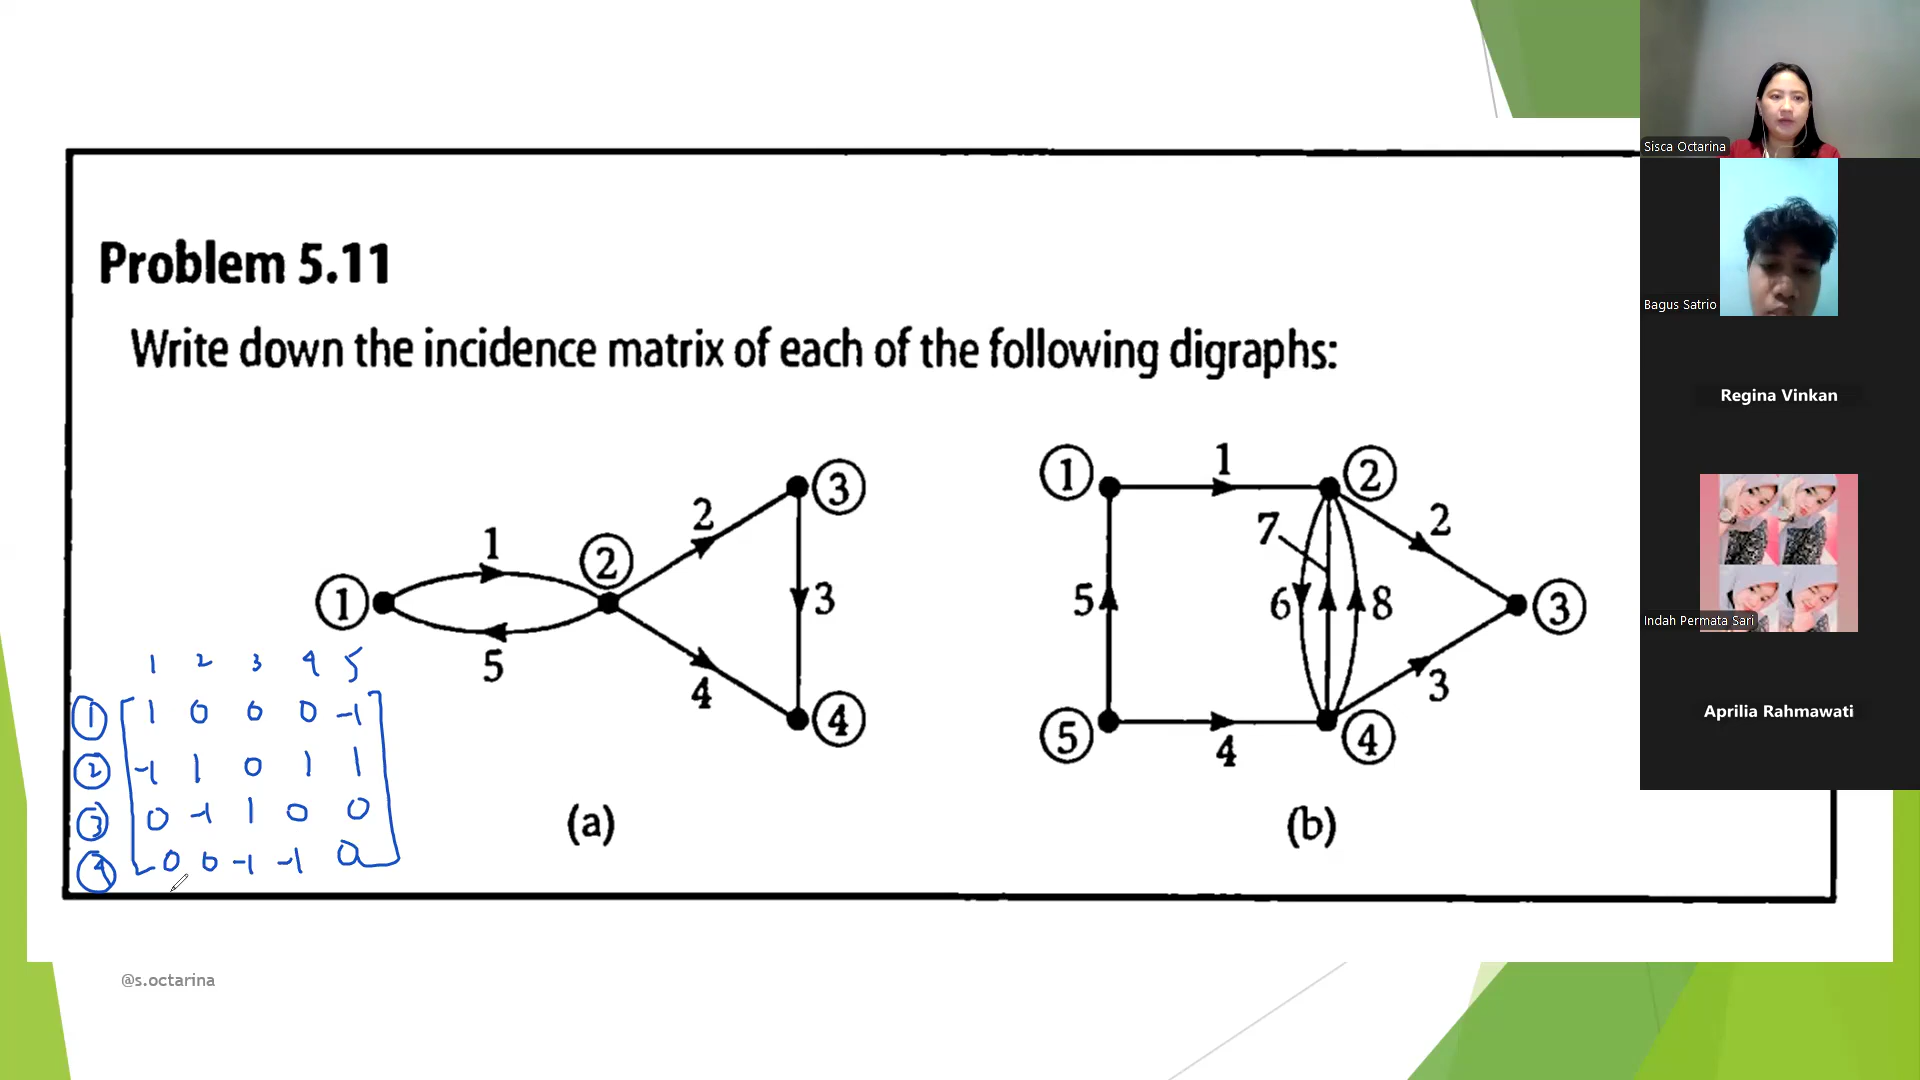 Problem 5.11
Write down the incidence matrix of each of the following digraphs:
1
2
3
4
5
1
2
3
4
5
(a)
1
2
3
4
5
1
2
3
4
5
6
7
8
(b)
1 2 3 4 5
1 1 0 0 0 -1
2 -1 1 0 1 1
3 0 -1 1 0 0
4 0 0 -1 -1 0
@s.octarina
Sisca Octarina
Bagus Satrio
Regina Vinkan
Indah Permata Sari
Aprilia Rahmawati